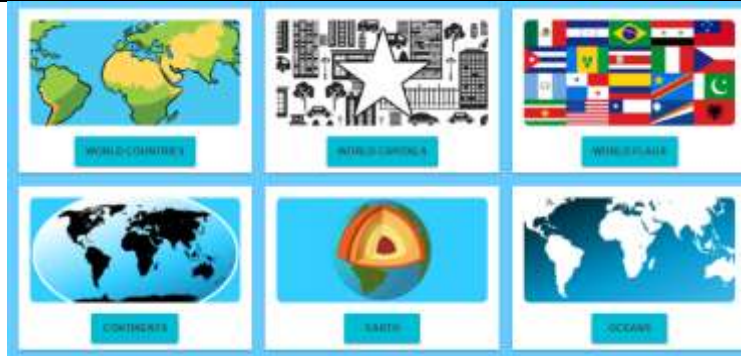 WORLD COUNTRIES
WORLD CAPITALS
WORLD FLAGS
CONTINENTS
EARTH
OCEANS